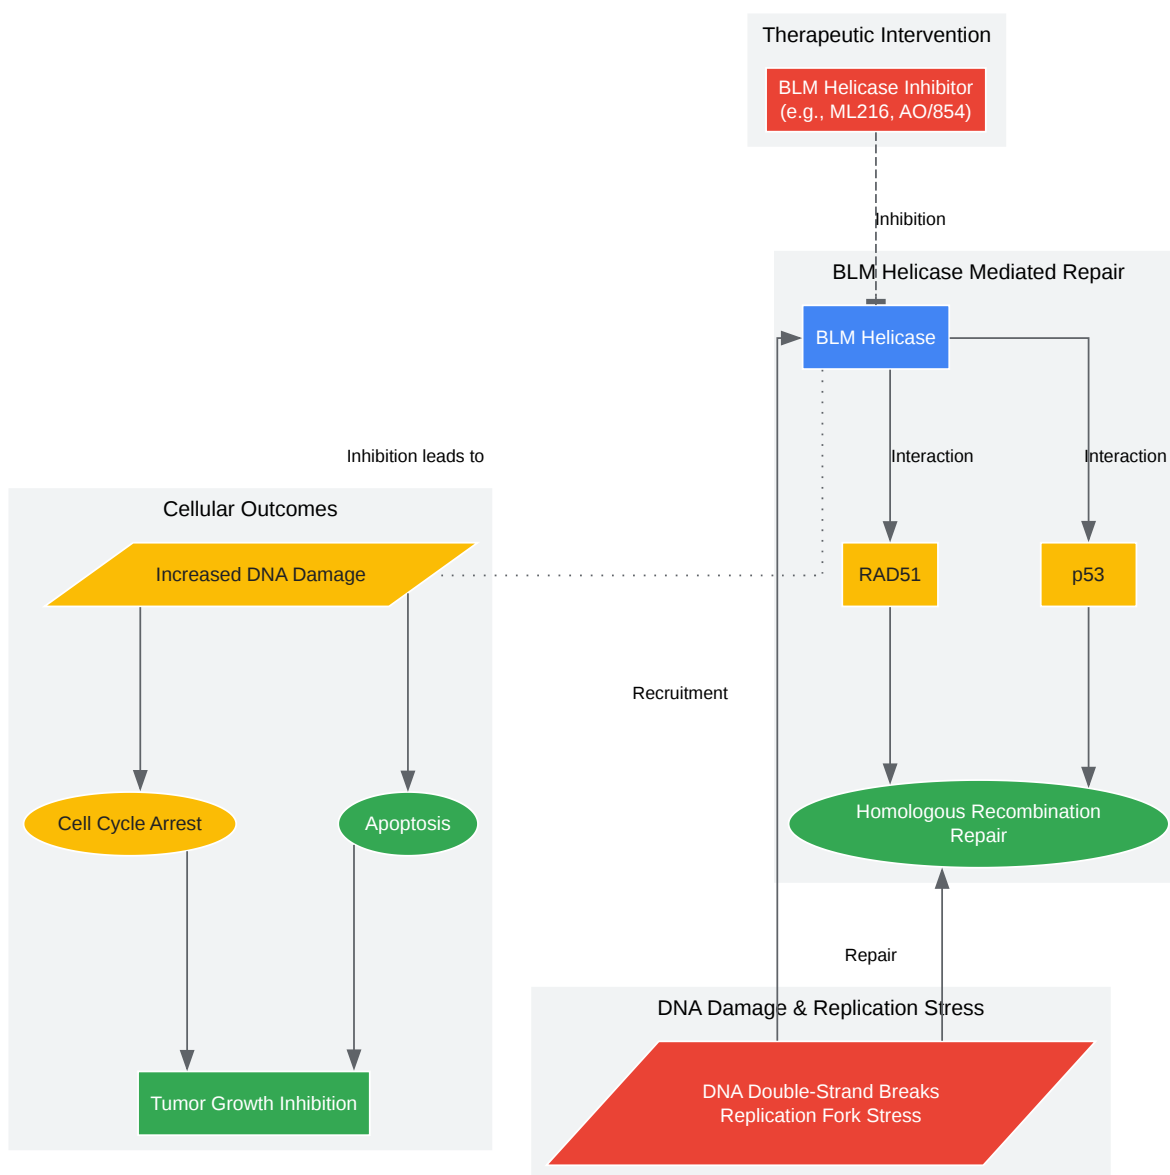 Therapeutic Intervention
BLM Helicase Inhibitor
(e.g., ML216, AO/854)
Inhibition
BLM Helicase Mediated Repair
BLM Helicase
Inhibition leads to
Interaction
Interaction
Cellular Outcomes
Increased DNA Damage
RAD51
p53
Recruitment
Cell Cycle Arrest
Apoptosis
Homologous Recombination
Repair
Repair
DNA Damage & Replication Stress
Tumor Growth Inhibition
DNA Double-Strand Breaks
Replication Fork Stress